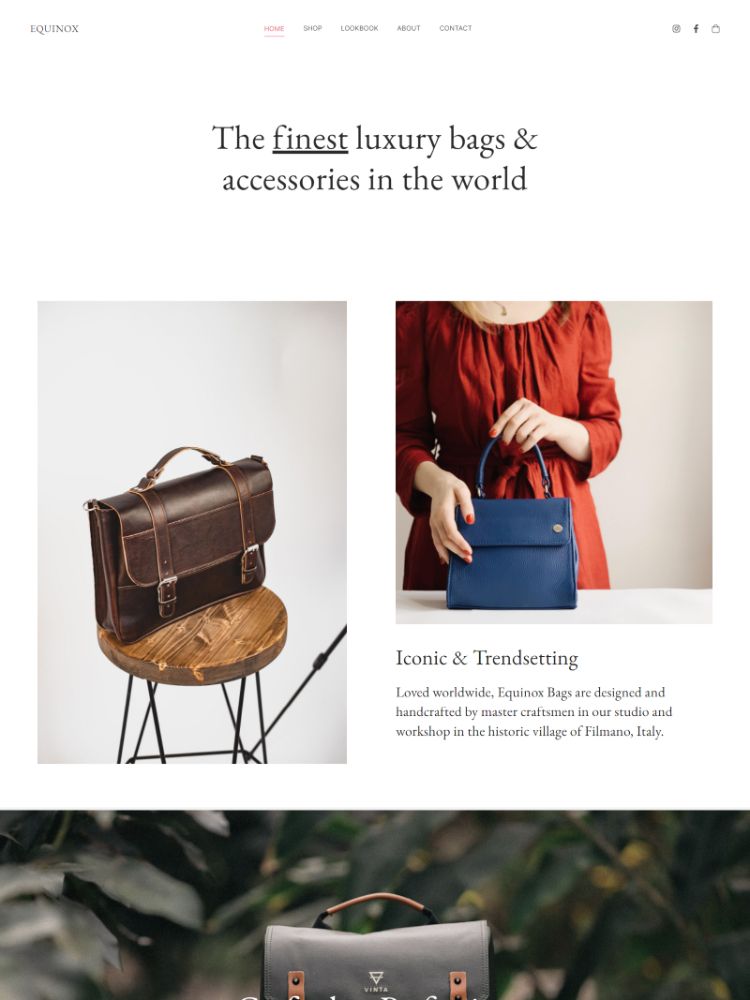 EQUINOX
HOME SHOP LOOKBOOK ABOUT CONTACT
The finest luxury bags &
accessories in the world
Iconic & Trendsetting
Loved worldwide, Equinox Bags are designed and
handcrafted by master craftsmen in our studio and
workshop in the historic village of Filmano, Italy.
VINTA